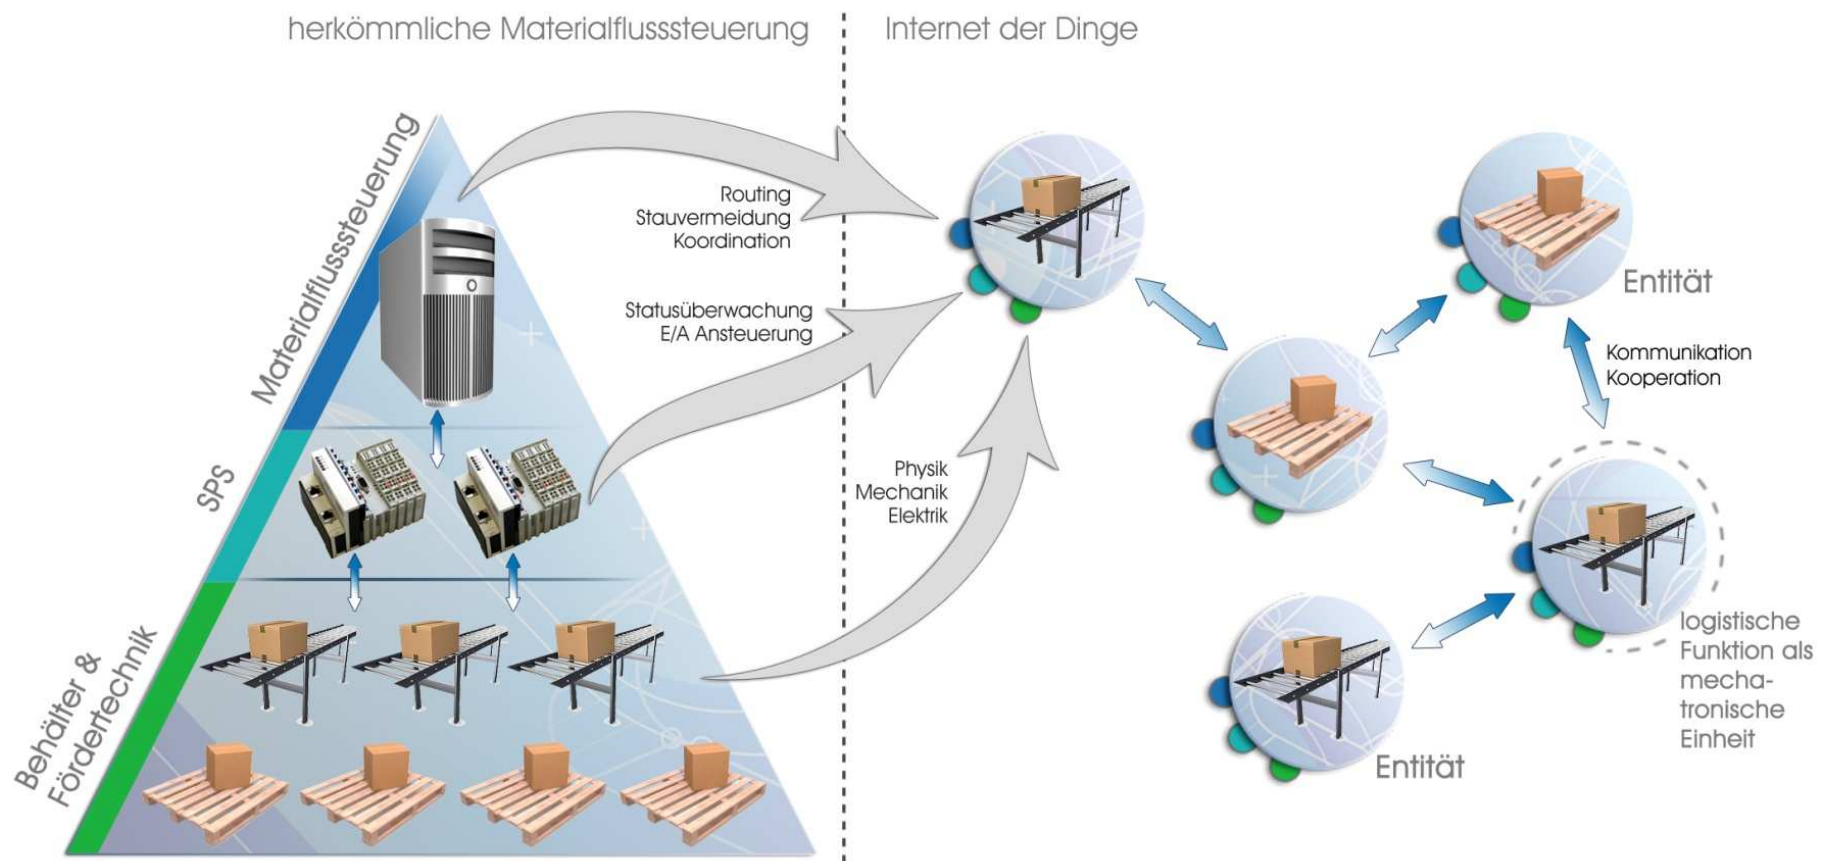 herkömmliche Materialflusssteuerung
Internet der Dinge
Materialflusssteuerung
SPS
Behälter &
Fördertechnik
Routing
Stauvermeidung
Koordination
Statusüberwachung
E/A Ansteuerung
Physik
Mechanik
Elektrik
Entität
Kommunikation
Kooperation
logistische
Funktion als
mecha-
tronische
Einheit
Entität